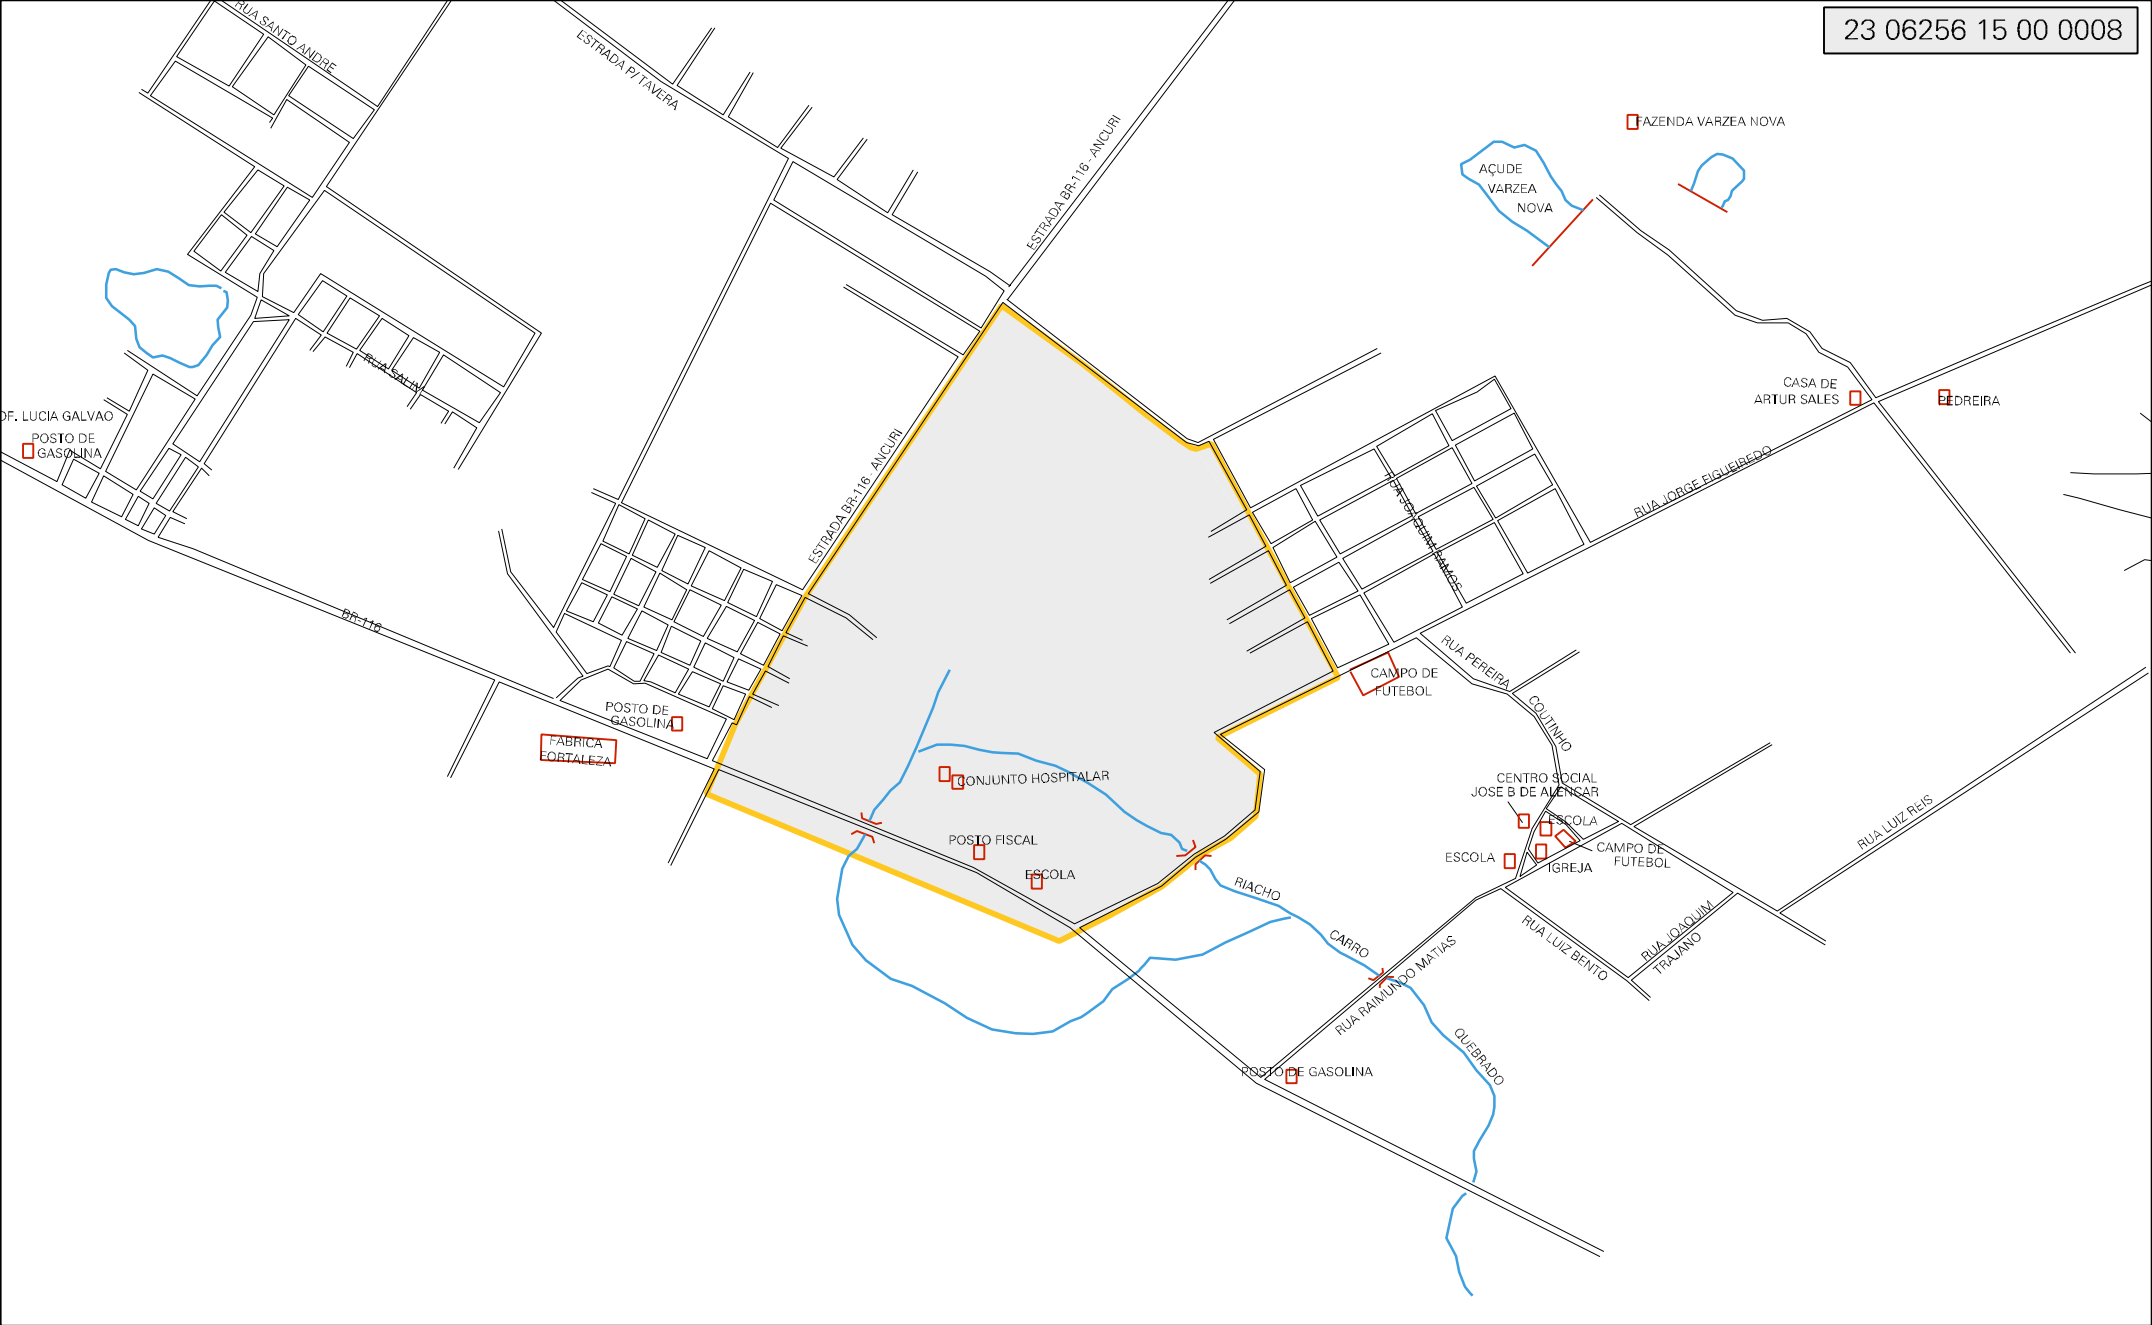 23 06256 15 00 0008
RUA SANTO ANDRE
ESTRADA P/ TAVERA
ESTRADA BR-116 - ANCURI
FAZENDA VARZEA NOVA
AÇUDE
VARZEA
NOVA
RUA SALIM
OF. LUCIA GALVAO
POSTO DE
GASOLINA
CASA DE
ARTUR SALES
PEDREIRA
ESTRADA BR-116 - ANCURI
RUA JOAQUIM RAMOS
RUA JORGE FIGUEIREDO
BR-116
RUA PEREIRA
COUTINHO
CAMPO DE
FUTEBOL
POSTO DE
GASOLINA
FABRICA
FORTALEZA
CONJUNTO HOSPITALAR
CENTRO SOCIAL
JOSE B DE ALENCAR
ESCOLA
POSTO FISCAL
ESCOLA
ESCOLA
IGREJA
CAMPO DE
FUTEBOL
RUA LUIZ REIS
RIACHO
CARRO
QUEBRADO
RUA RAIMUNDO MATIAS
RUA LUIZ BENTO
RUA JOAQUIM
TRAJANO
POSTO DE GASOLINA